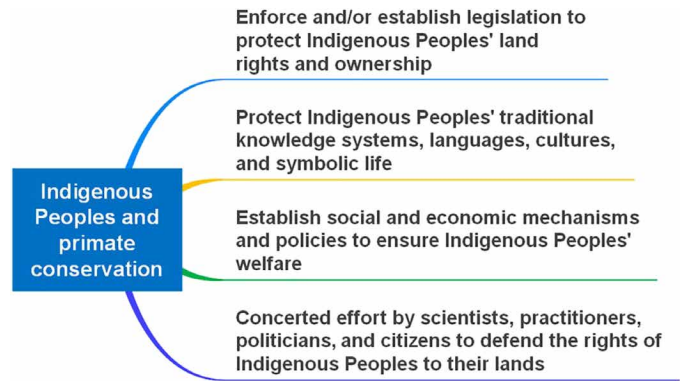 Enforce and/or establish legislation to
protect Indigenous Peoples' land
rights and ownership
Protect Indigenous Peoples' traditional
knowledge systems, languages, cultures,
and symbolic life
Indigenous
Peoples and
primate
conservation
Establish social and economic mechanisms
and policies to ensure Indigenous Peoples'
welfare
Concerted effort by scientists, practitioners,
politicians, and citizens to defend the rights of
Indigenous Peoples to their lands